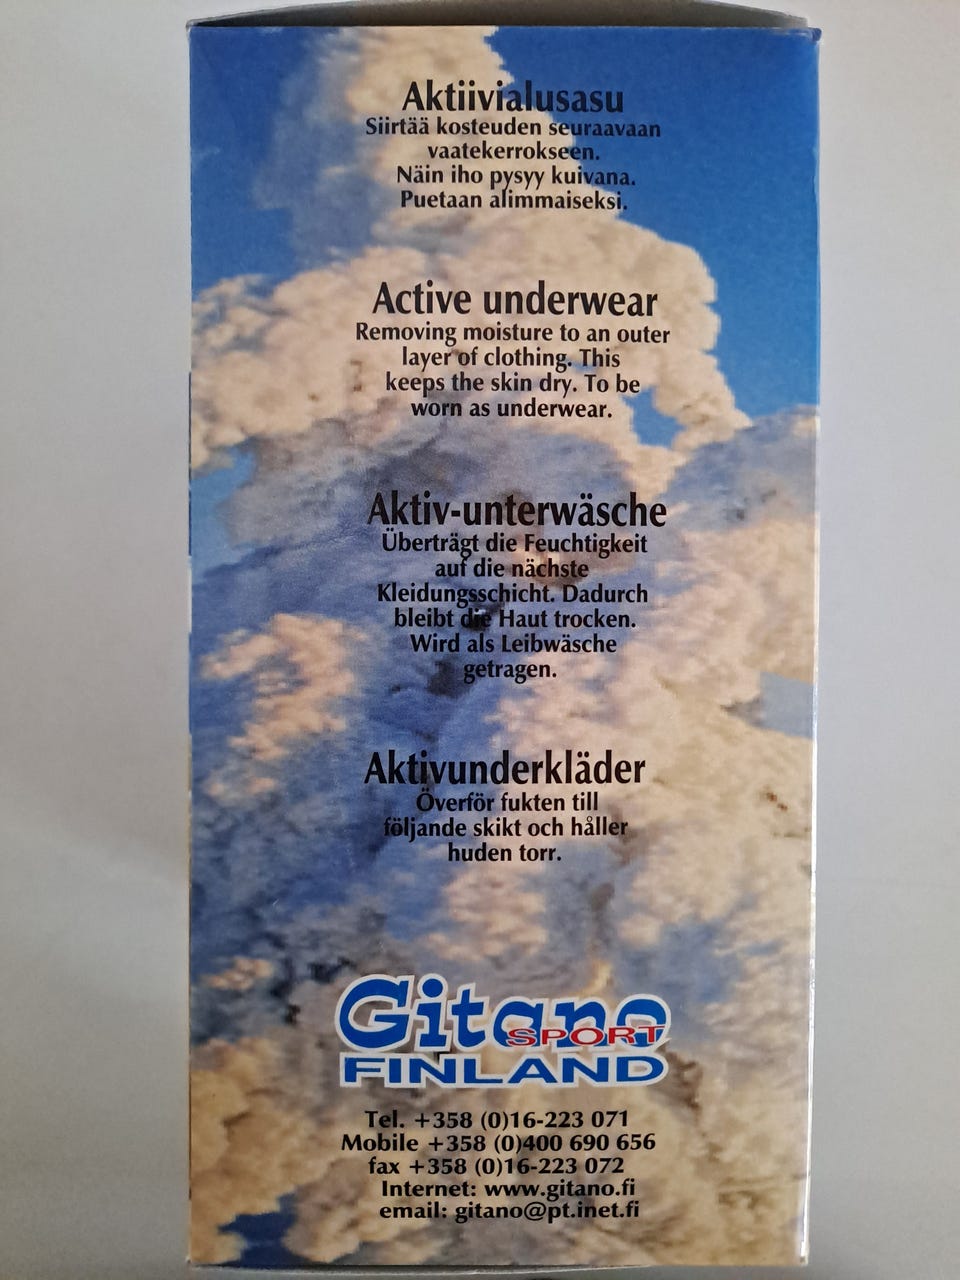 Aktiivialusasu
Siirtää kosteuden seuraavaan
vaatekerrokseen.
Näin iho pysyy kuivana.
Puetaan alimmaiseksi.
Active underwear
Removing moisture to an outer
layer of clothing. This
keeps the skin dry. To be
worn as underwear.
Aktiv-unterwäsche
Überträgt die Feuchtigkeit
auf die nächste
Kleidungsschicht. Dadurch
bleibt die Haut trocken.
Wird als Leibwäsche
getragen.
Aktivunderkläder
Överför fukten till
följande skikt och håller
huden torr.
Gitano
SPORT
FINLAND
Tel. +358 (0)16-223 071
Mobile +358 (0)400 690 656
fax +358 (0)16-223 072
Internet: www.gitano.fi
email: gitano@pt.inet.fi